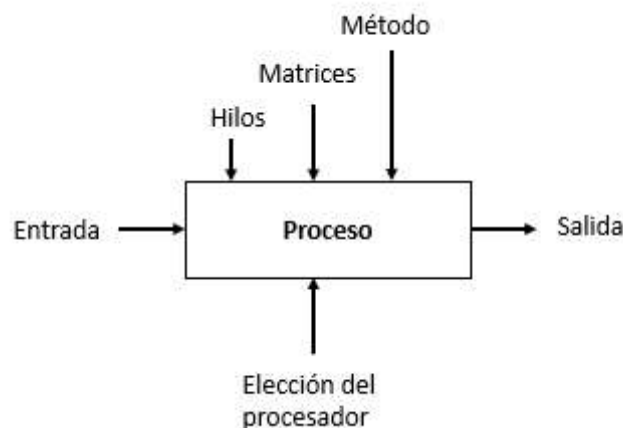 Método
Matrices
Hilos
Entrada
Proceso
Salida
Elección del
procesador